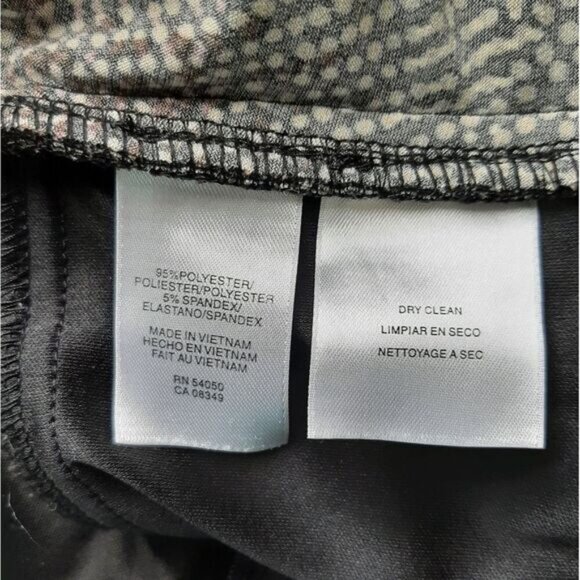 95% POLYESTER/
POLIESTER/POLYESTER
5% SPANDEX/
ELASTANO/SPANDEX
MADE IN VIETNAM
HECHO EN VIETNAM
FAIT AU VIETNAM
RN 54050
CA 08349
DRY CLEAN
LIMPIAR EN SECO
NETTOYAGE A SEC